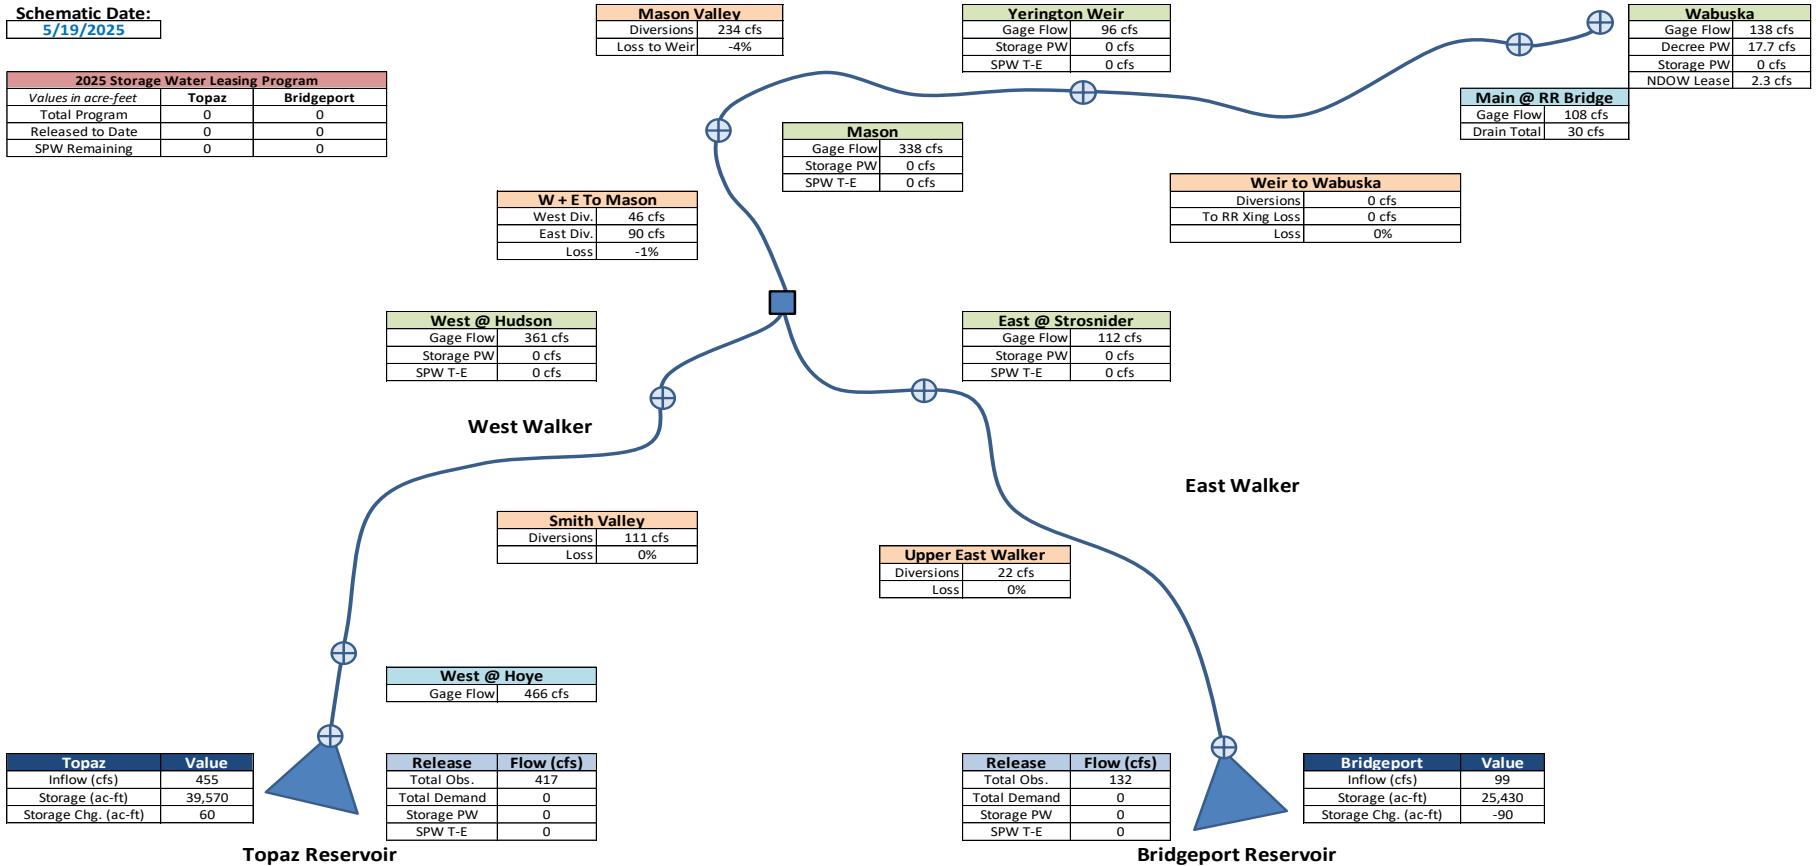 Schematic Date:
5/19/2025
2025 Storage Water Leasing Program
Values in acre-feet Topaz Bridgeport
Total Program 0 0
Released to Date 0 0
SPW Remaining 0 0
Mason Valley
Diversions 234 cfs
Loss to Weir -4%
Yerington Weir
Gage Flow 96 cfs
Storage PW 0 cfs
SPW T-E 0 cfs
Wabuska
Gage Flow 138 cfs
Decree PW 17.7 cfs
Storage PW 0 cfs
NDOW Lease 2.3 cfs
Main @ RR Bridge
Gage Flow 108 cfs
Drain Total 30 cfs
Mason
Gage Flow 338 cfs
Storage PW 0 cfs
SPW T-E 0 cfs
W + E To Mason
West Div. 46 cfs
East Div. 90 cfs
Loss -1%
Weir to Wabuska
Diversions 0 cfs
To RR Xing Loss 0 cfs
Loss 0%
West @ Hudson
Gage Flow 361 cfs
Storage PW 0 cfs
SPW T-E 0 cfs
East @ Strosnider
Gage Flow 112 cfs
Storage PW 0 cfs
SPW T-E 0 cfs
West Walker
East Walker
Smith Valley
Diversions 111 cfs
Loss 0%
Upper East Walker
Diversions 22 cfs
Loss 0%
West @ Hoye
Gage Flow 466 cfs
Topaz Value
Inflow (cfs) 455
Storage (ac-ft) 39,570
Storage Chg. (ac-ft) 60
Release Flow (cfs)
Total Obs. 417
Total Demand 0
Storage PW 0
SPW T-E 0
Topaz Reservoir
Release Flow (cfs)
Total Obs. 132
Total Demand 0
Storage PW 0
SPW T-E 0
Bridgeport Value
Inflow (cfs) 99
Storage (ac-ft) 25,430
Storage Chg. (ac-ft) -90
Bridgeport Reservoir